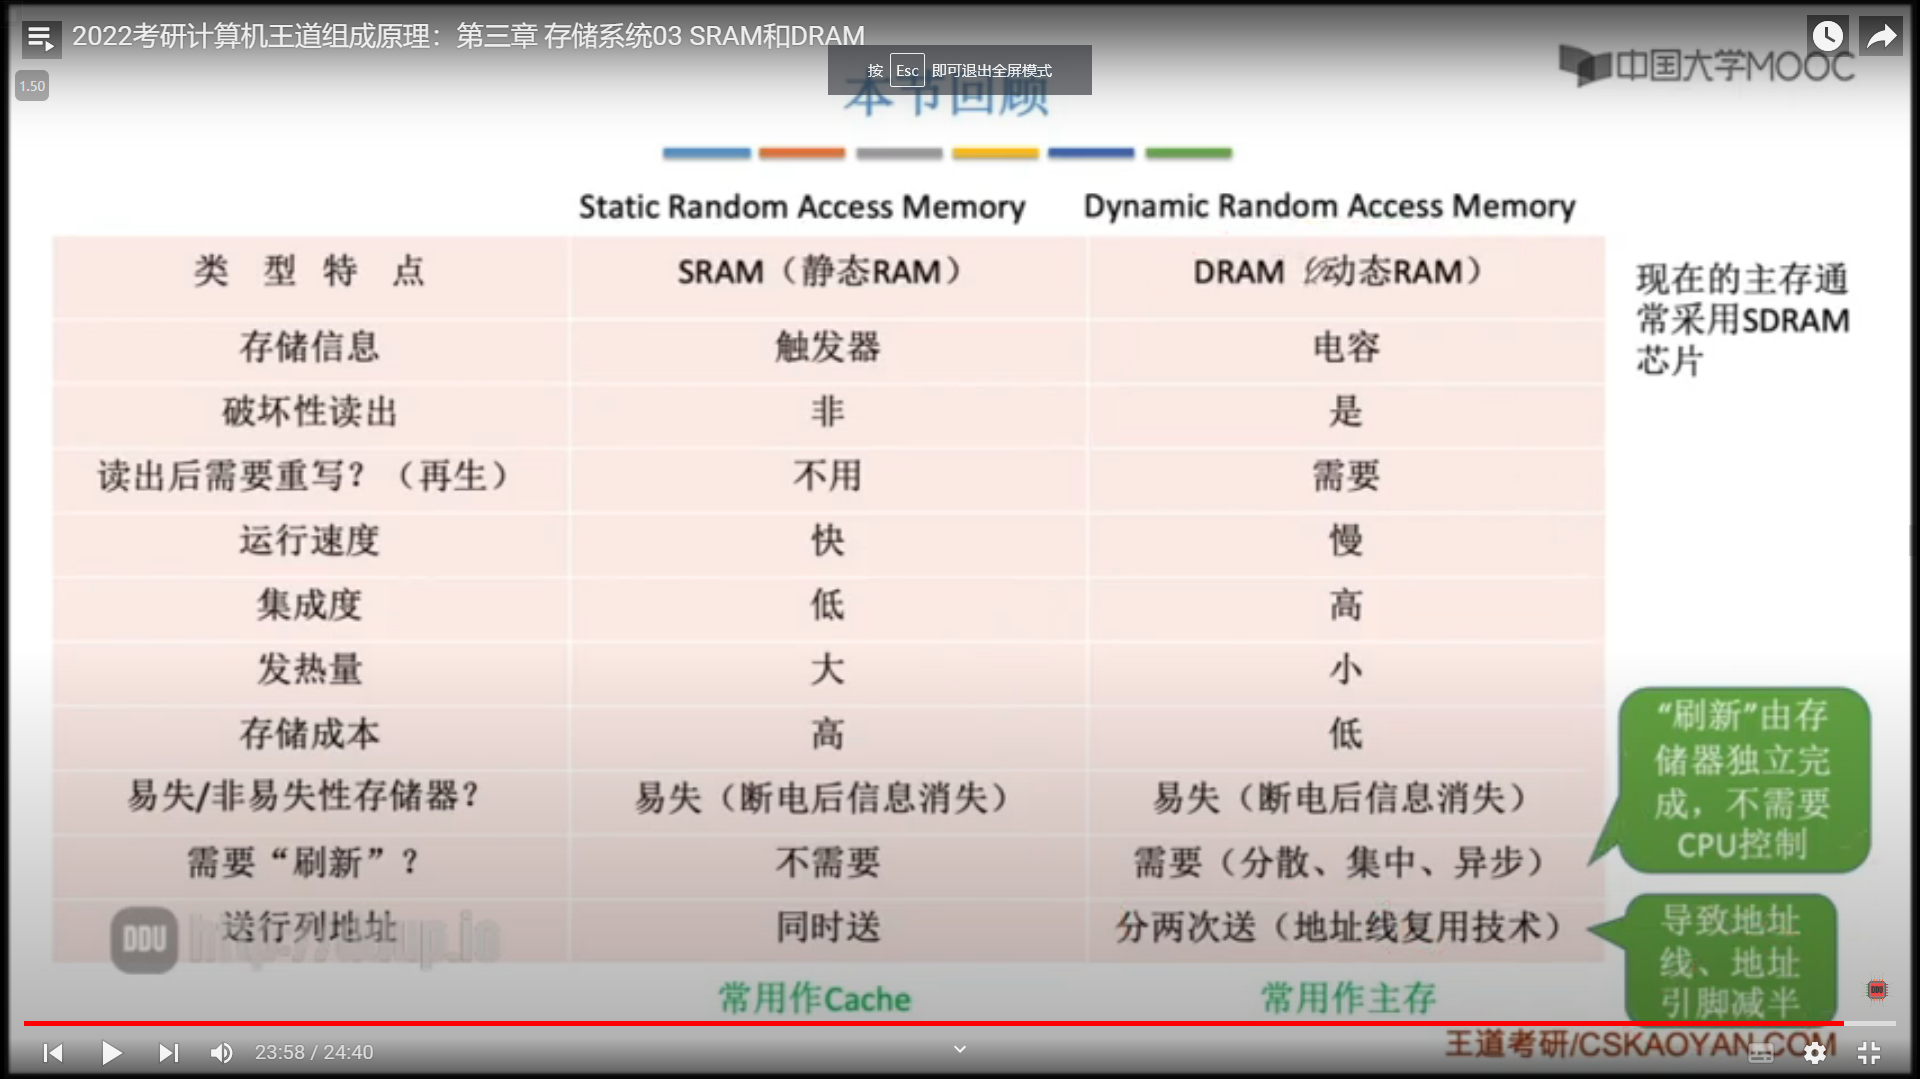 2022考研计算机王道组成原理：第三章 存储系统03 SRAM和DRAM
按 Esc 即可退出全屏模式
中国大学MOOC
1.50
本节回顾
Static Random Access Memory
Dynamic Random Access Memory
类 型 特 点
SRAM（静态RAM）
DRAM（动态RAM）
存储信息
触发器
电容
破坏性读出
非
是
读出后需要重写？（再生）
不用
需要
运行速度
快
慢
集成度
低
高
发热量
大
小
存储成本
高
低
易失/非易失性存储器？
易失（断电后信息消失）
易失（断电后信息消失）
需要“刷新”？
不需要
需要（分散、集中、异步）
送行列地址
同时送
分两次送（地址线复用技术）
常用作Cache
常用作主存
现在的主存通
常采用SDRAM
芯片
“刷新”由存
储器独立完
成，不需要
CPU控制
导致地址
线、地址
引脚减半
DDU
DDU
23:58 / 24:40
王道考研/CSKAOYAN.COM